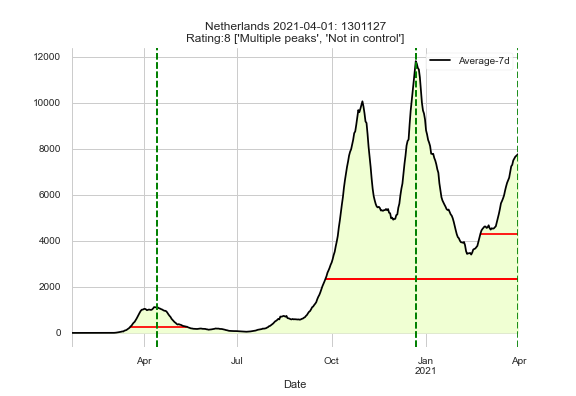 Netherlands 2021-04-01: 1301127
Rating:8 ['Multiple peaks', 'Not in control']
Average-7d
12000
10000
8000
6000
4000
2000
0
Apr
Jul
Oct
Jan
2021
Apr
Date